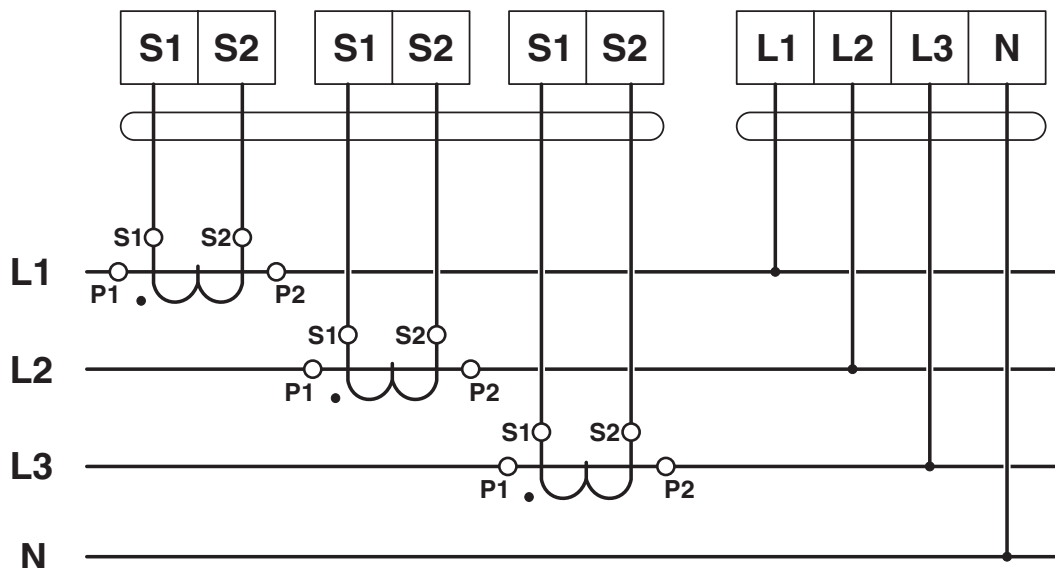 S1 S2 S1 S2 S1 S2 L1 L2 L3 N
S1 S2
L1
P1 P2
S1 S2
L2
P1 P2
S1 S2
L3
P1 P2
N